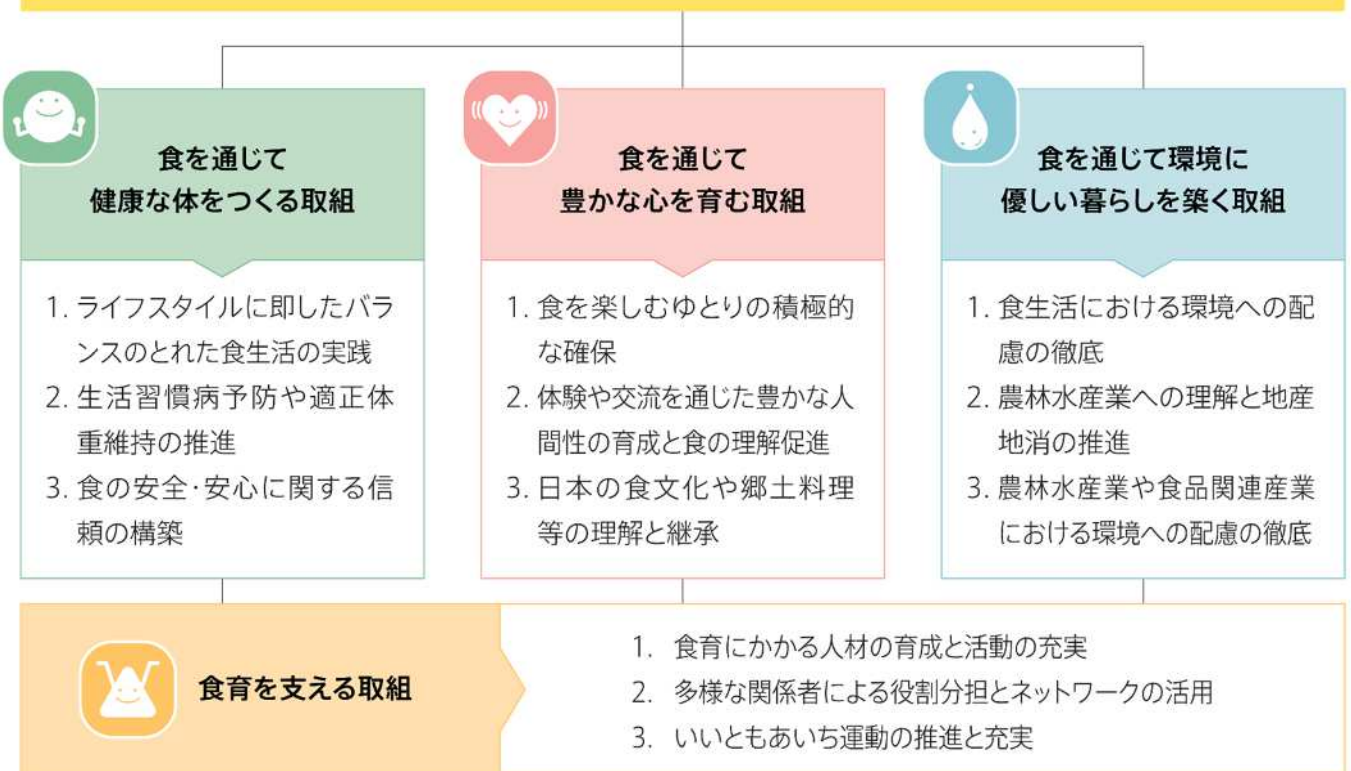 食を通じて
健康な体をつくる取組
1. ライフスタイルに即したバラ
ンスのとれた食生活の実践
2. 生活習慣病予防や適正体
重維持の推進
3. 食の安全・安心に関する信
頼の構築
食を通じて
豊かな心を育む取組
1. 食を楽しむゆとりの積極的
な確保
2. 体験や交流を通じた豊かな人
間性の育成と食の理解促進
3. 日本の食文化や郷土料理
等の理解と継承
食を通じて環境に
優しい暮らしを築く取組
1. 食生活における環境への配
慮の徹底
2. 農林水産業への理解と地産
地消の推進
3. 農林水産業や食品関連産業
における環境への配慮の徹底
食育を支える取組
1. 食育にかかる人材の育成と活動の充実
2. 多様な関係者による役割分担とネットワークの活用
3. いいともあいち運動の推進と充実